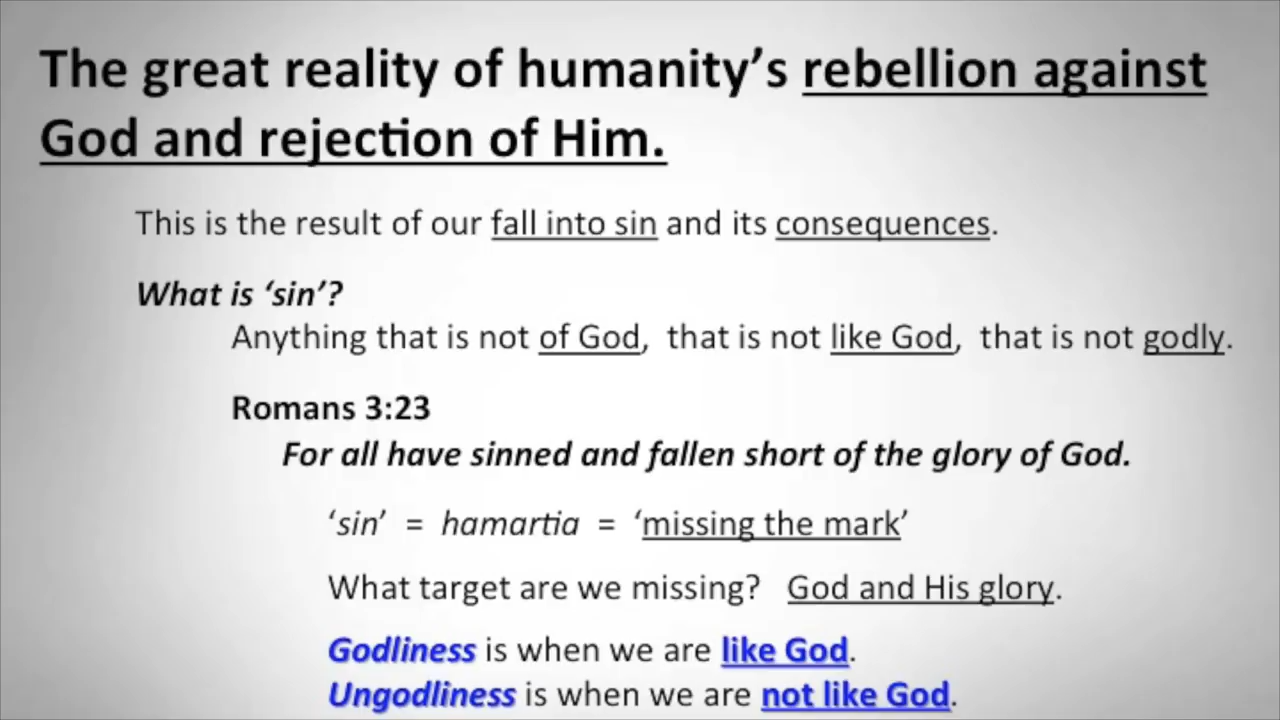 The great reality of humanity’s rebellion against
God and rejection of Him.
This is the result of our fall into sin and its consequences.
What is ‘sin’?
Anything that is not of God,  that is not like God,  that is not godly.
Romans 3:23
For all have sinned and fallen short of the glory of God.
‘sin’ = hamartia = ‘missing the mark’
What target are we missing?  God and His glory.
Godliness is when we are like God.
Ungodliness is when we are not like God.